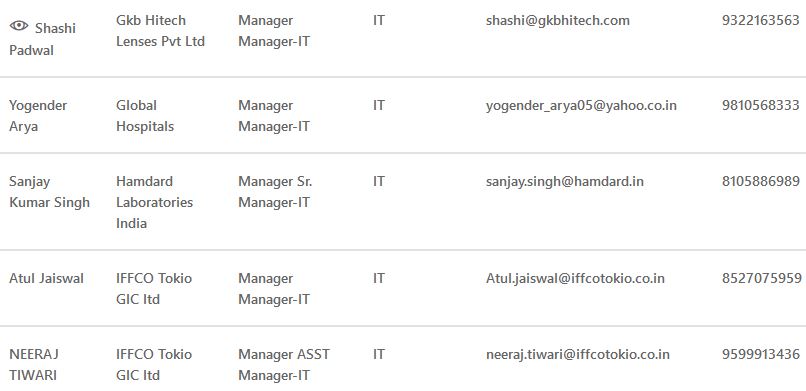 Shashi Padwal Gkb Hitech Lenses Pvt Ltd Manager Manager-IT IT shashi@gkbhitech.com 9322163563
Yogender Arya Global Hospitals Manager Manager-IT IT yogender_arya05@yahoo.co.in 9810568333
Sanjay Kumar Singh Hamdard Laboratories India Manager Sr. Manager-IT IT sanjay.singh@hamdard.in 8105886989
Atul Jaiswal IFFCO Tokio GIC ltd Manager Manager-IT IT Atul.jaiswal@iffcotokio.co.in 8527075959
NEERAJ TIWARI IFFCO Tokio GIC ltd Manager ASST Manager-IT IT neeraj.tiwari@iffcotokio.co.in 9599913436